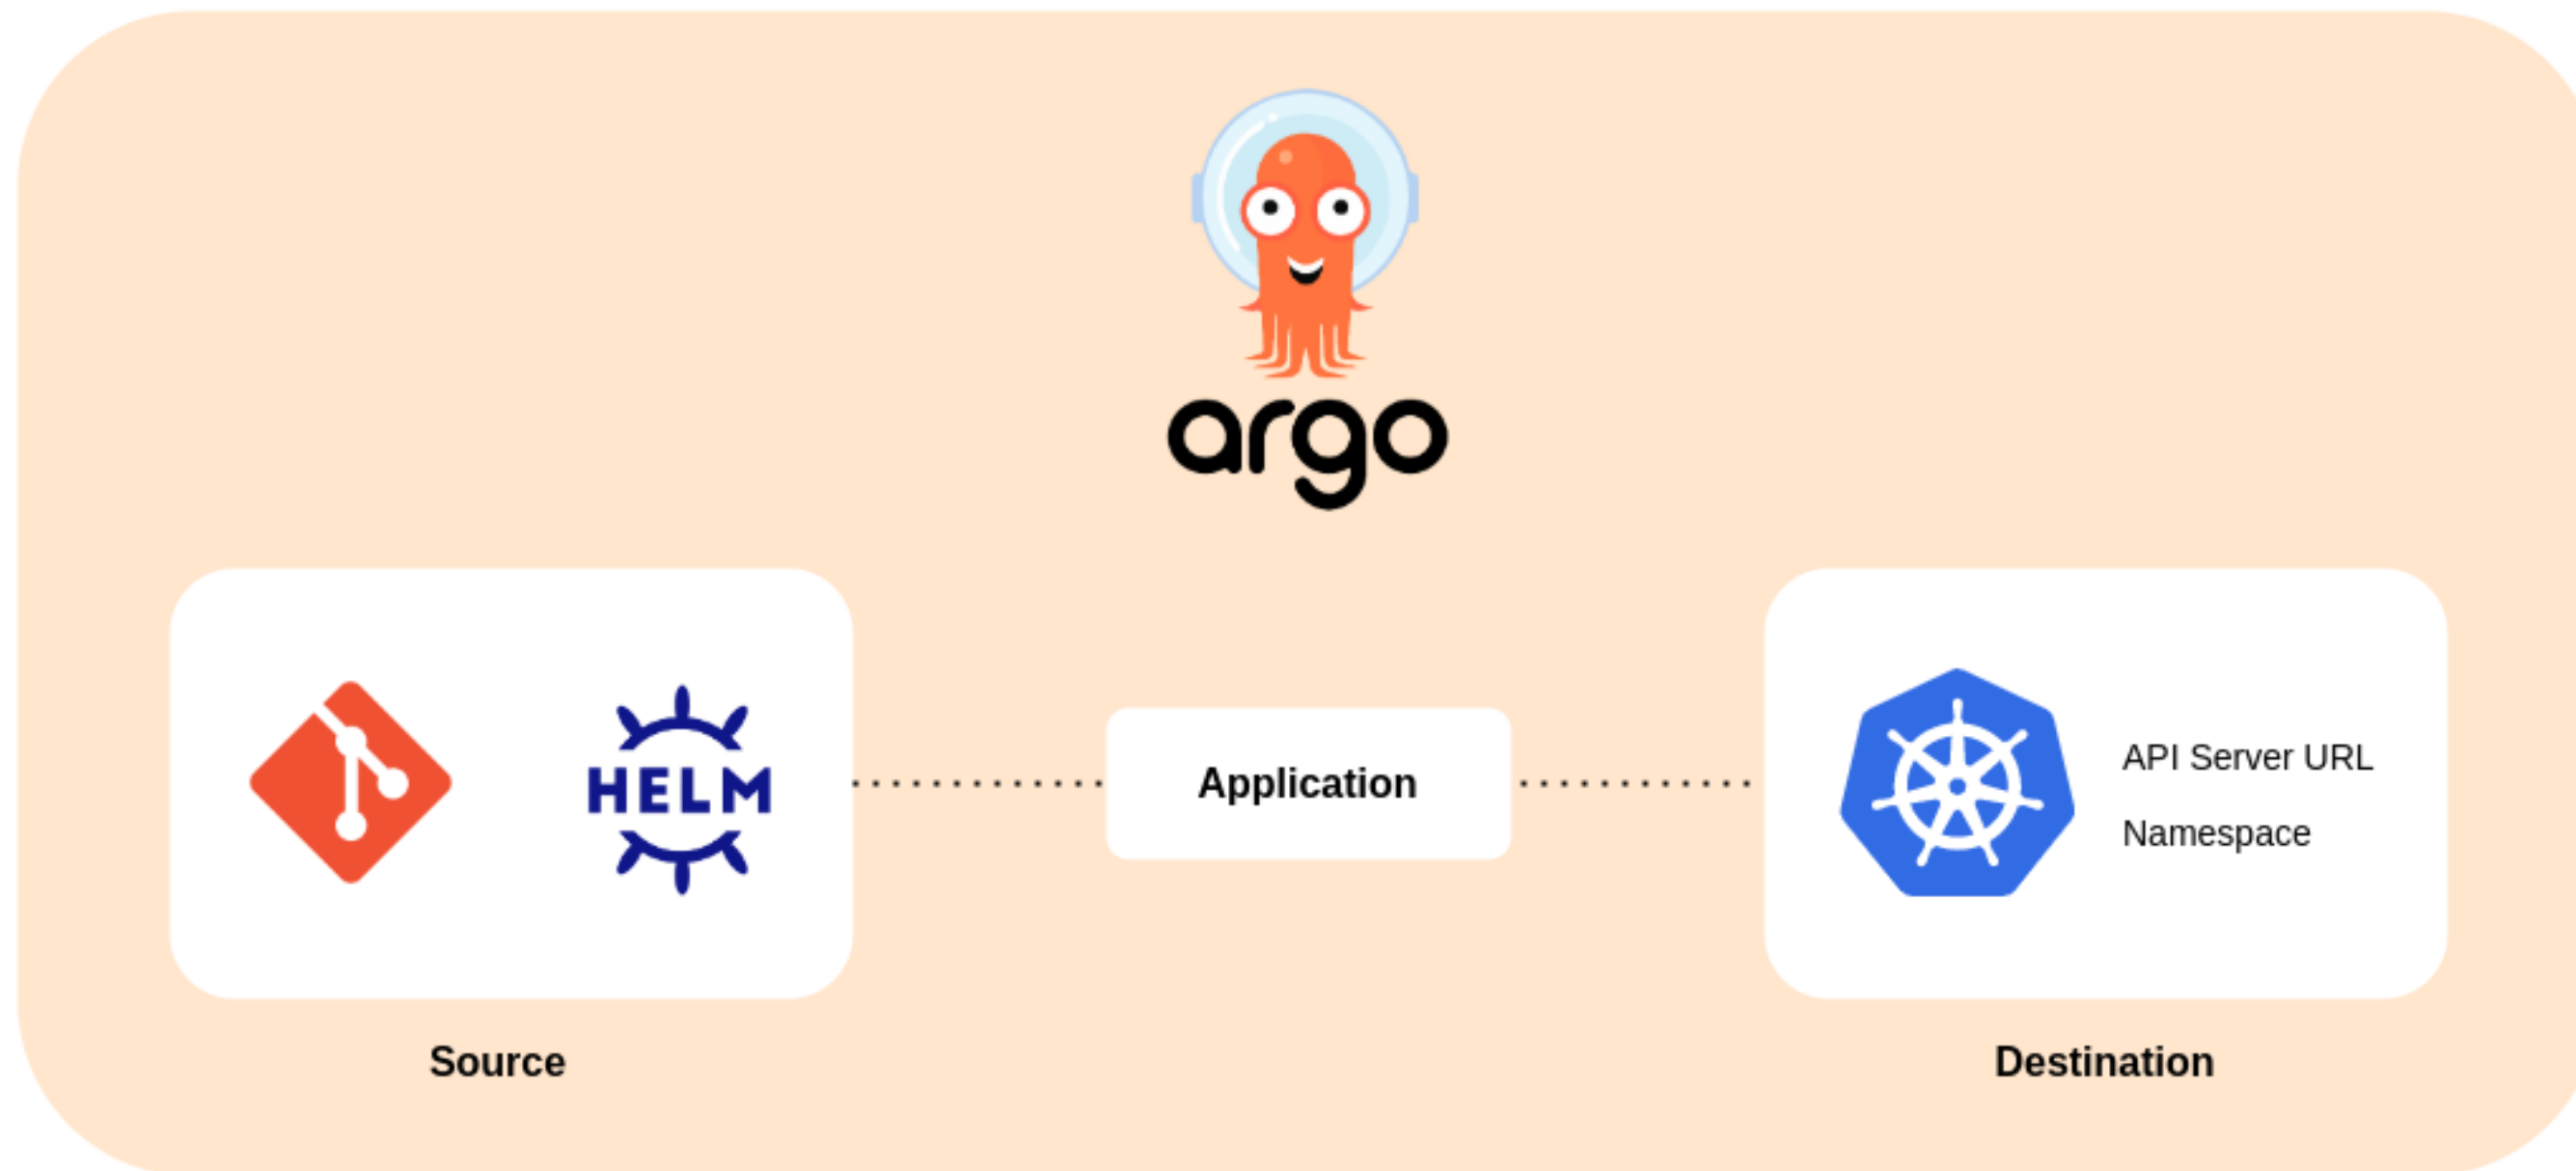 argo
HELM
Application
API Server URL
Namespace
Source
Destination